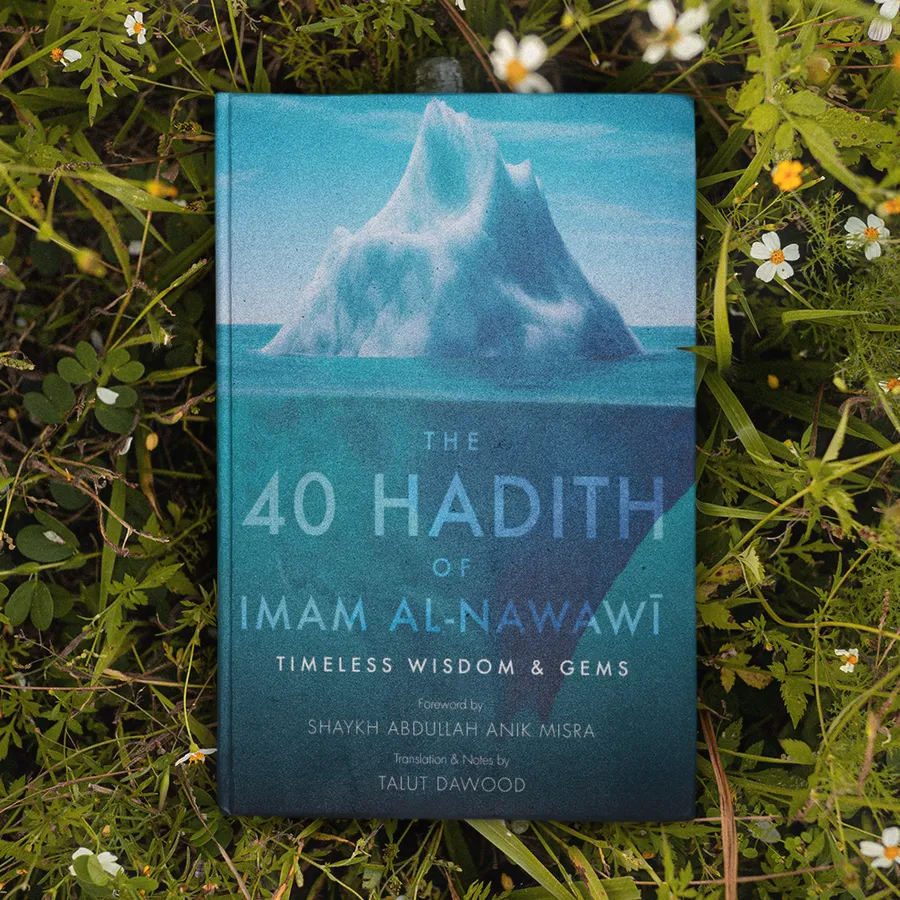 THE
40 HADITH
OF
IMAM AL-NAWAWĪ
TIMELESS WISDOM & GEMS
Foreword by
SHAYKH ABDULLAH ANIK MISRA
Translation & Notes by
TALUT DAWOOD